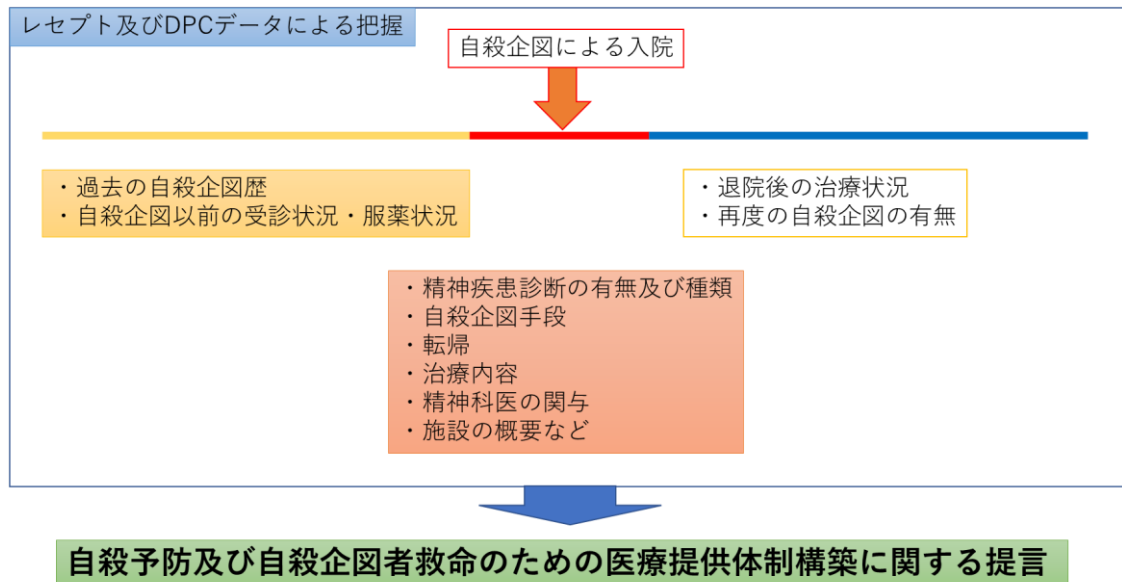 レセプト及びDPCデータによる把握
自殺企図による入院
・過去の自殺企図歴
・自殺企図以前の受診状況・服薬状況
・退院後の治療状況
・再度の自殺企図の有無
・精神疾患診断の有無及び種類
・自殺企図手段
・転帰
・治療内容
・精神科医の関与
・施設の概要など
自殺予防及び自殺企図者救命のための医療提供体制構築に関する提言